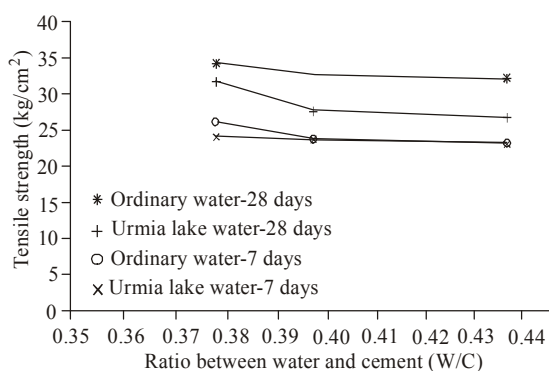 40
35
30
25
20
15
10
5
0
Tensile strength (kg/cm²)
* Ordinary water-28 days
+ Urmia lake water-28 days
○ Ordinary water-7 days
× Urmia lake water-7 days
0.35 0.36 0.37 0.38 0.39 0.40 0.41 0.42 0.43 0.44
Ratio between water and cement (W/C)